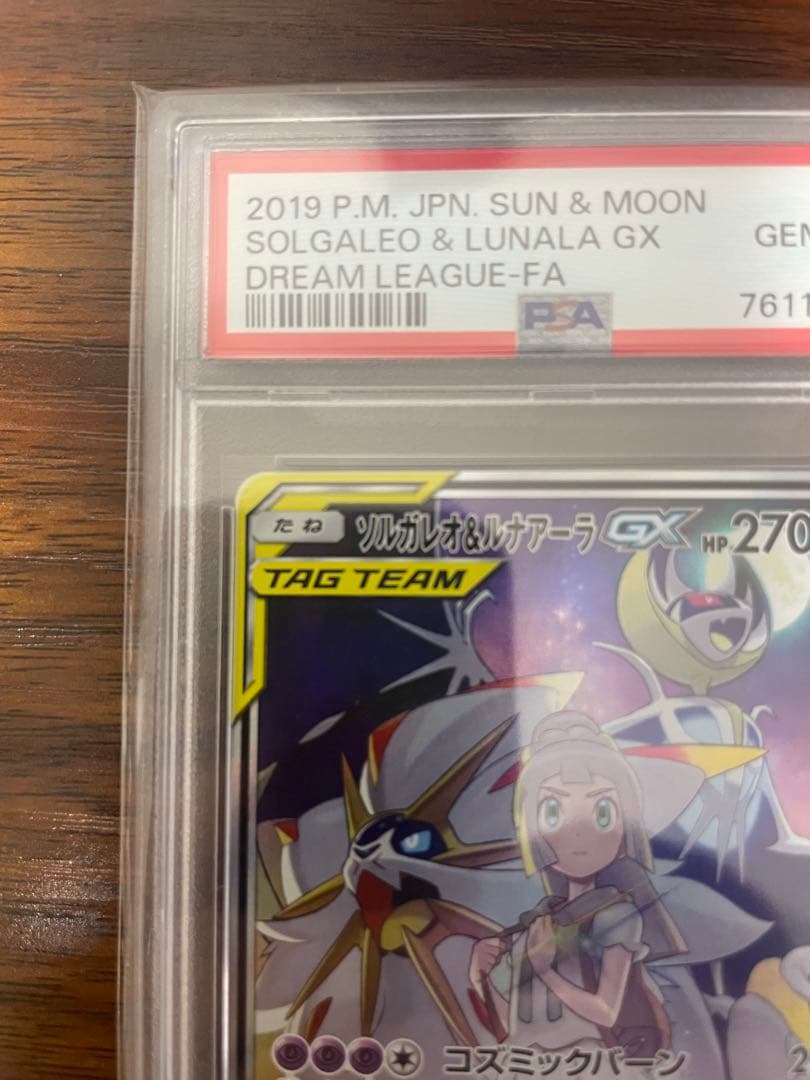 2019 P.M. JPN. SUN & MOON
SOLGALEO & LUNALA GX GEM
DREAM LEAGUE-FA
PSA 7611
たね ソルガレオ&ルナアーラ GX HP 270
TAG TEAM
コズミックバーン 2